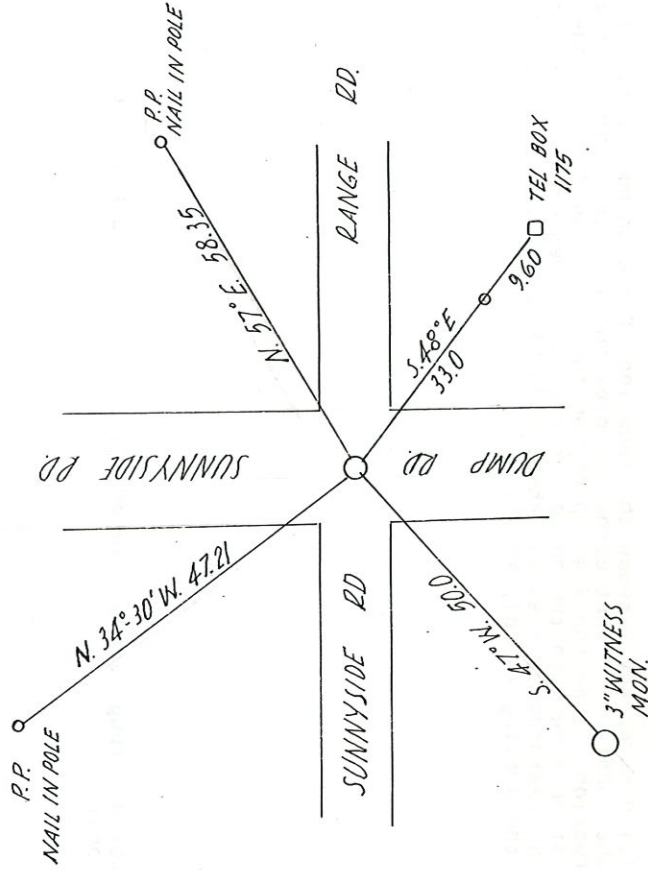 P.P.
NAIL IN POLE
P.P.
NAIL IN POLE
N. 34°-30' W. 47.21
N. 57° E. 58.35
SUNNYSIDE RD.
RANGE RD.
SUNNYSIDE RD
DUMP RD.
S. 48° E
33.0
9.60
TEL BOX
1175
S. 47° W. 50.0
3" WITNESS
MON.